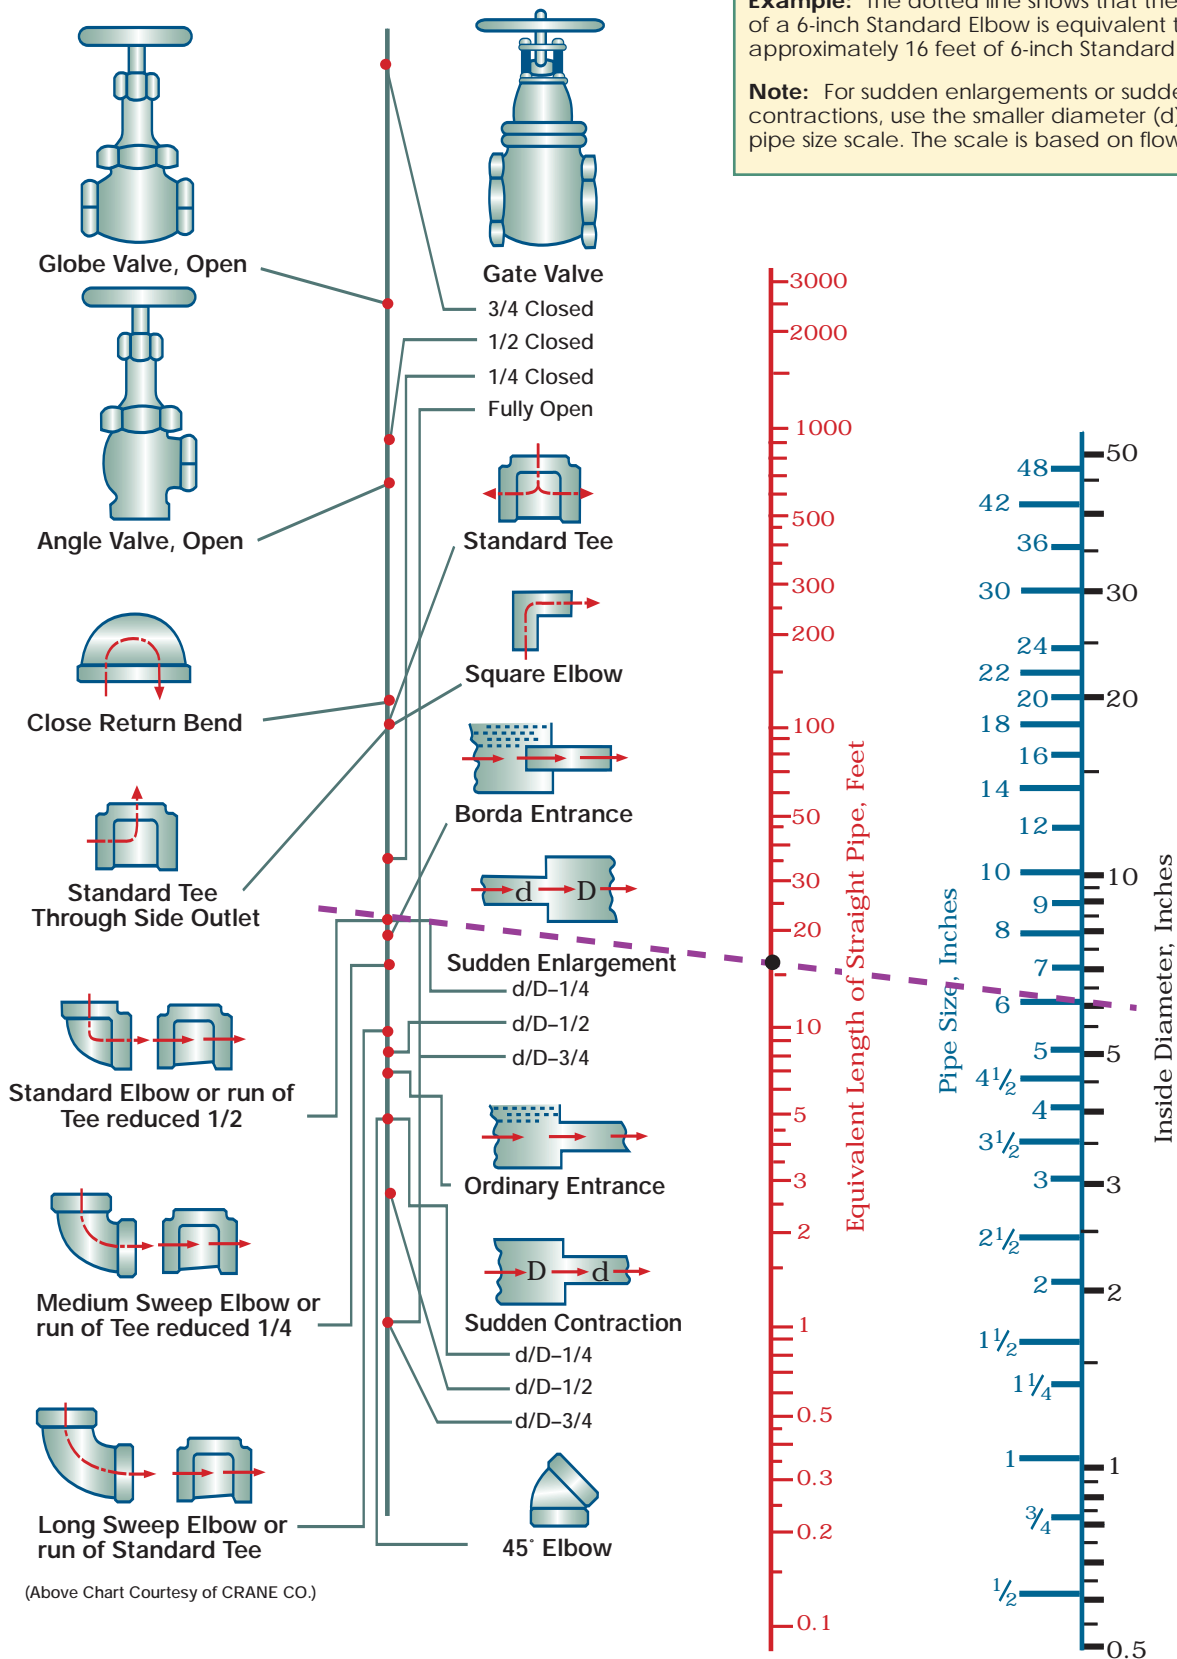 Example: The dotted line shows that the
of a 6-inch Standard Elbow is equivalent
approximately 16 feet of 6-inch Standard
Note: For sudden enlargements or
contractions, use the smaller diameter (d)
pipe size scale. The scale is based on flow
Globe Valve, Open
Gate Valve
3/4 Closed
1/2 Closed
1/4 Closed
Fully Open
Angle Valve, Open
Standard Tee
Close Return Bend
Square Elbow
Standard Tee
Through Side Outlet
Borda Entrance
d D
Sudden Enlargement
d/D–1/4
d/D–1/2
d/D–3/4
Standard Elbow or run of
Tee reduced 1/2
Ordinary Entrance
Medium Sweep Elbow or
run of Tee reduced 1/4
D d
Sudden Contraction
d/D–1/4
d/D–1/2
d/D–3/4
Long Sweep Elbow or
run of Standard Tee
45° Elbow
(Above Chart Courtesy of CRANE CO.)
3000
2000
1000
500
300
200
100
50
30
20
10
5
3
2
1
0.5
0.3
0.2
0.1
Equivalent Length of Straight Pipe, Feet
48
42
36
30
24
22
20
18
16
14
12
10
9
8
7
6
5
4½
4
3½
3
2½
2
1½
1¼
1
¾
½
Pipe Size, Inches
50
30
20
10
5
3
2
1
0.5
Inside Diameter, Inches